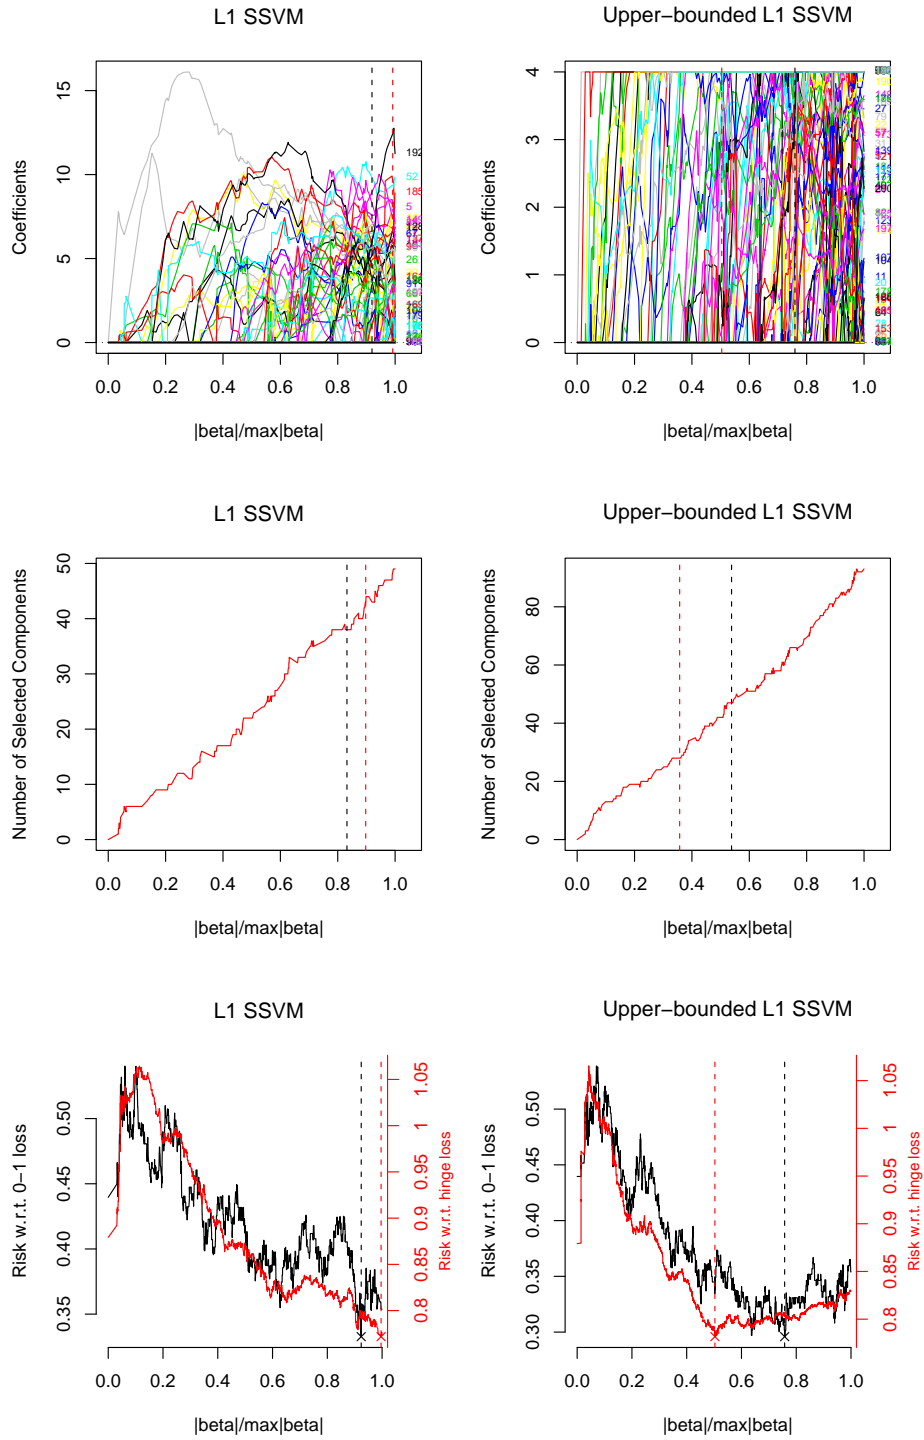 L1 SSVM
Upper−bounded L1 SSVM
Coefficients
0 5 10 15
0.0 0.2 0.4 0.6 0.8 1.0
|beta|/max|beta|
192
52
185
5
67
26
Coefficients
0 1 2 3 4
0.0 0.2 0.4 0.6 0.8 1.0
|beta|/max|beta|
27
11
L1 SSVM
Upper−bounded L1 SSVM
Number of Selected Components
0 10 20 30 40 50
0.0 0.2 0.4 0.6 0.8 1.0
|beta|/max|beta|
Number of Selected Components
0 20 40 60 80
0.0 0.2 0.4 0.6 0.8 1.0
|beta|/max|beta|
L1 SSVM
Upper−bounded L1 SSVM
Risk w.r.t. 0−1 loss
0.35 0.40 0.45 0.50
0.0 0.2 0.4 0.6 0.8 1.0
|beta|/max|beta|
0.8 0.85 0.9 0.95 1 1.05
Risk w.r.t. hinge loss
Risk w.r.t. 0−1 loss
0.30 0.35 0.40 0.45 0.50
0.0 0.2 0.4 0.6 0.8 1.0
|beta|/max|beta|
0.8 0.85 0.9 0.95 1 1.05
Risk w.r.t. hinge loss